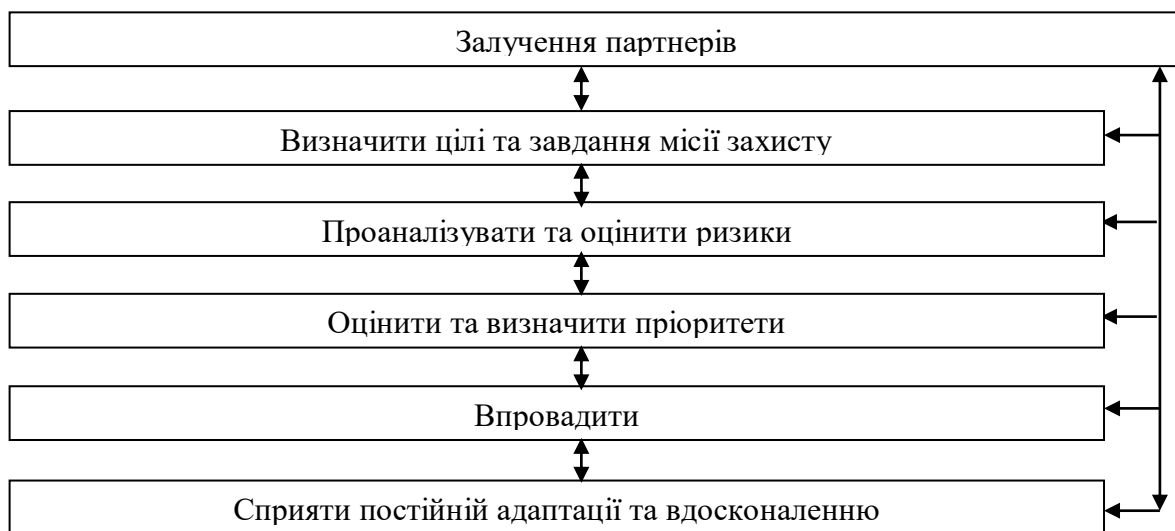 Залучення партнерів
Визначити цілі та завдання місії захисту
Проаналізувати та оцінити ризики
Оцінити та визначити пріоритети
Впровадити
Сприяти постійній адаптації та вдосконаленню